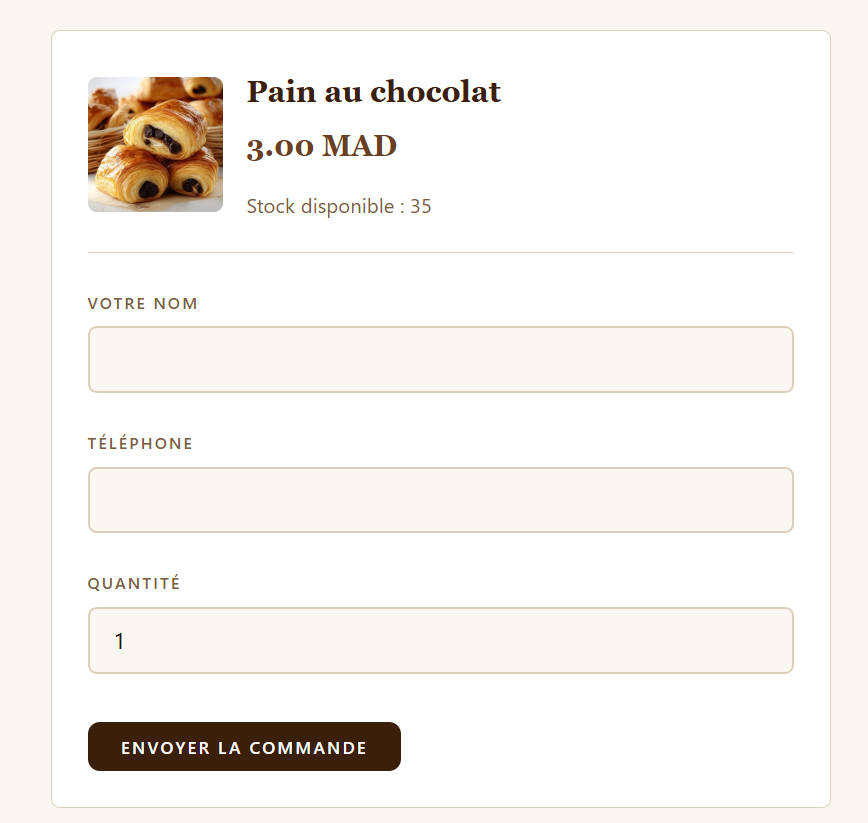 Pain au chocolat
3.00 MAD
Stock disponible : 35
VOTRE NOM
TÉLÉPHONE
QUANTITÉ
1
ENVOYER LA COMMANDE